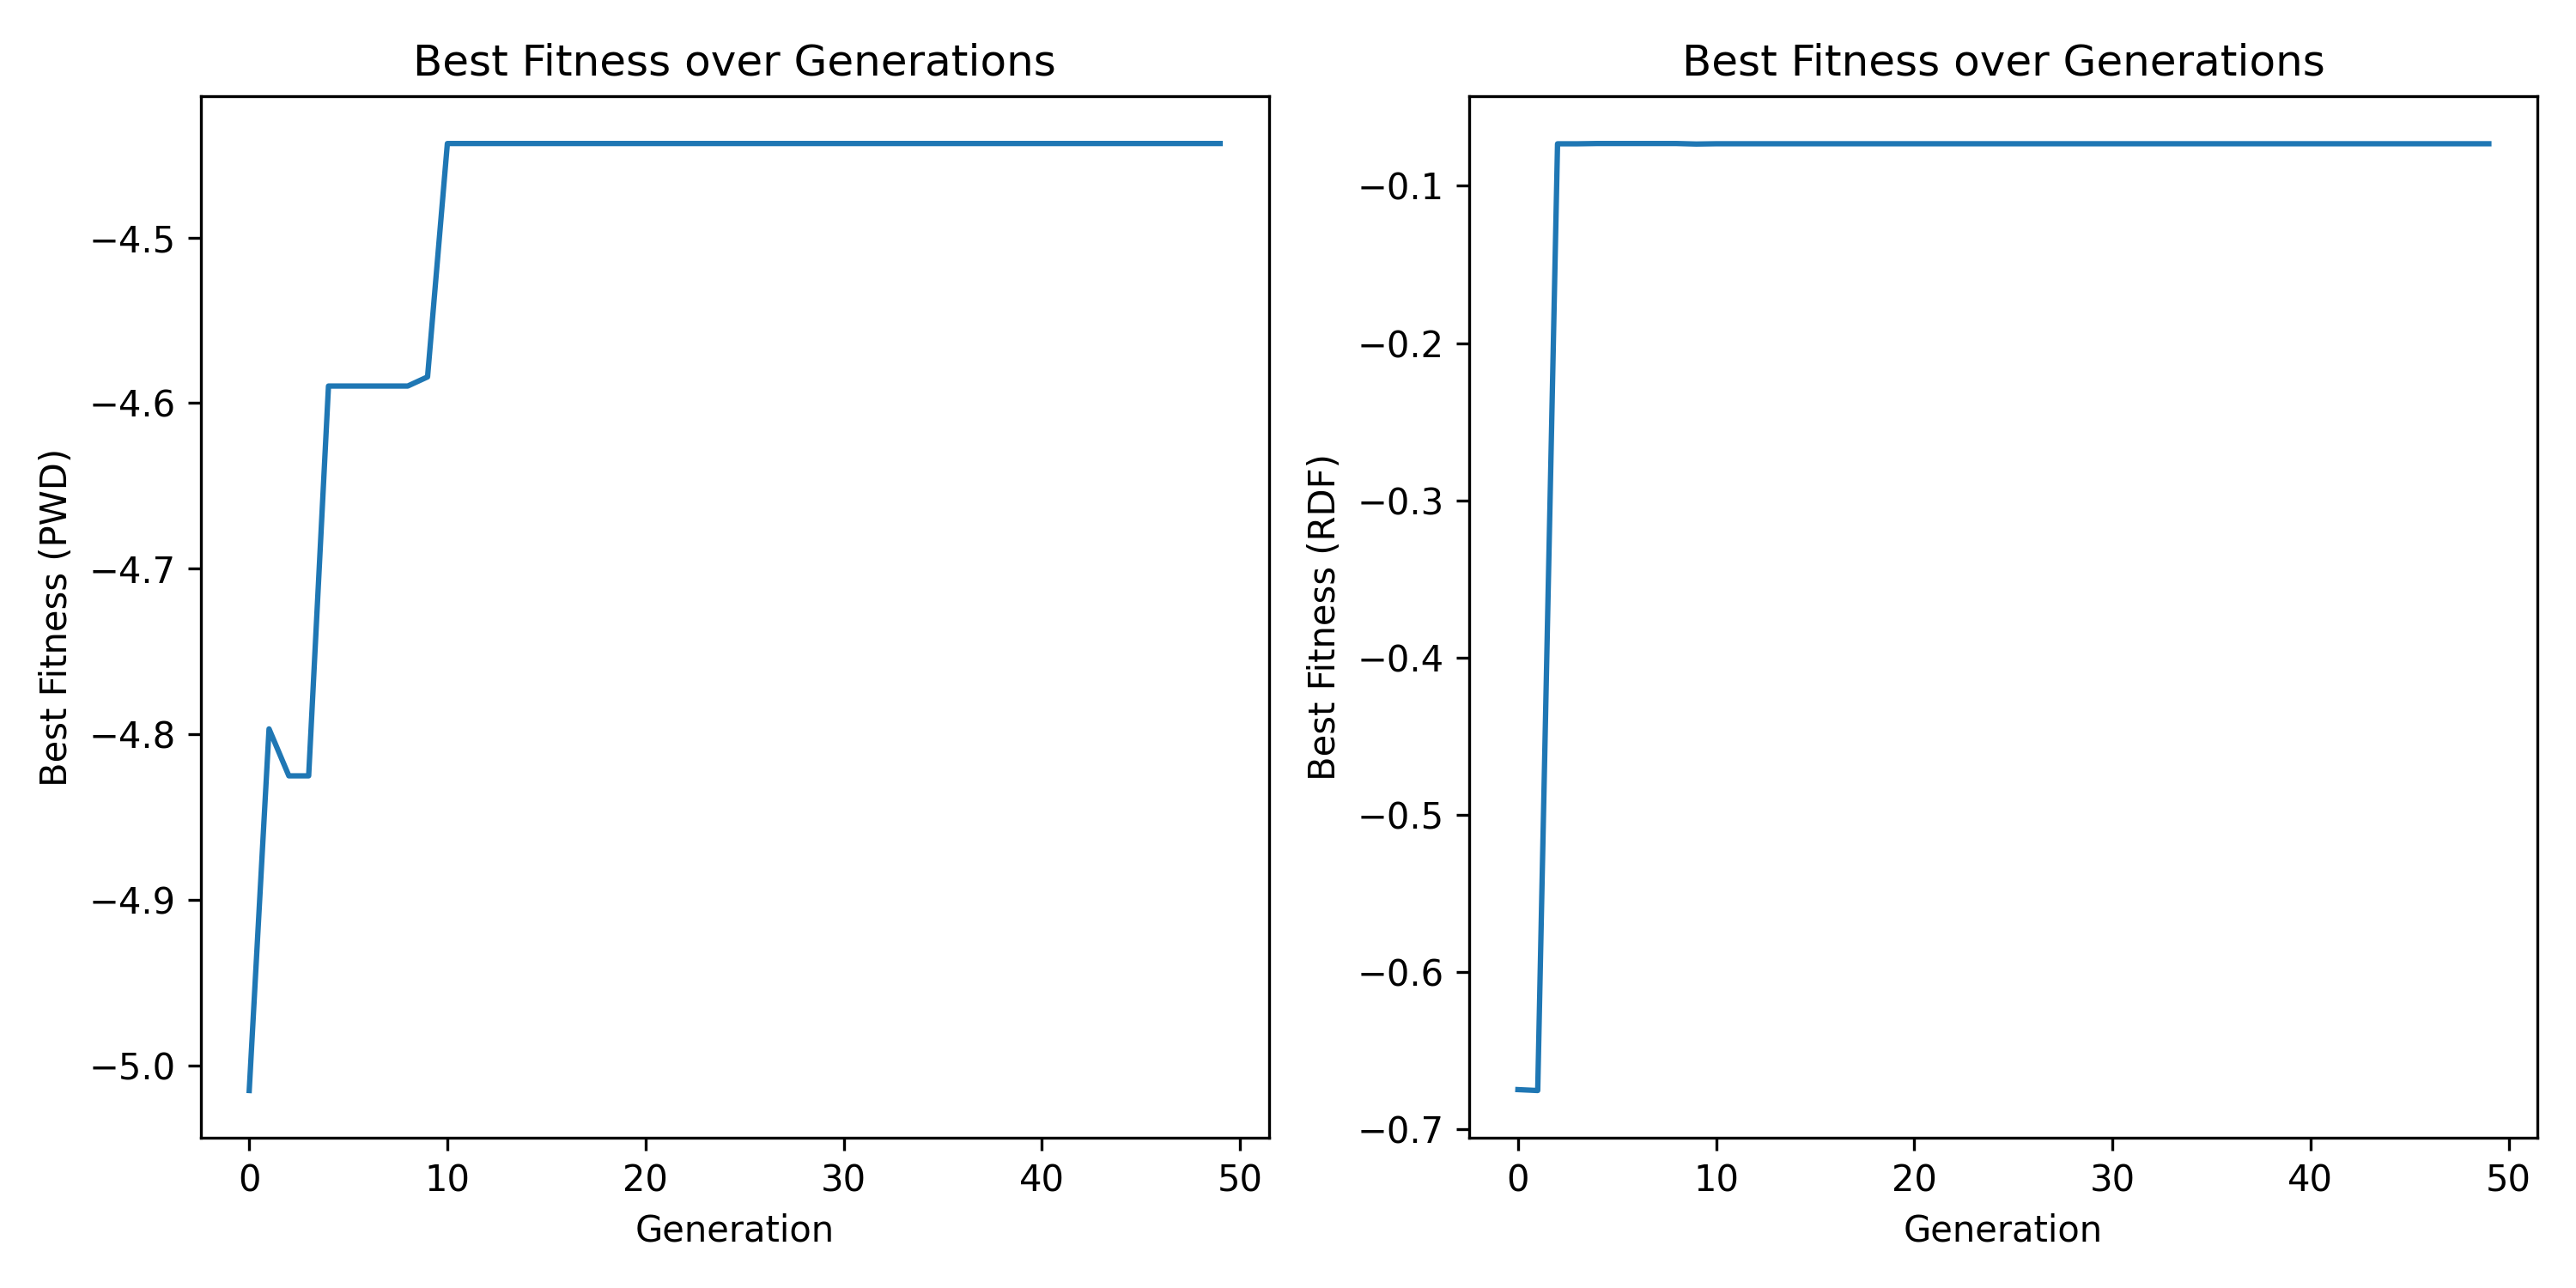 Best Fitness over Generations
Best Fitness (PWD)
−4.5
−4.6
−4.7
−4.8
−4.9
−5.0
0 10 20 30 40 50
Generation
Best Fitness over Generations
Best Fitness (RDF)
−0.1
−0.2
−0.3
−0.4
−0.5
−0.6
−0.7
0 10 20 30 40 50
Generation